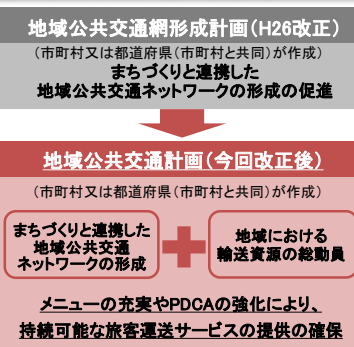 地域公共交通網形成計画(H26改正)
(市町村又は都道府県(市町村と共同)が作成)
まちづくりと連携した
地域公共交通ネットワークの形成の促進
地域公共交通計画(今回改正後)
(市町村又は都道府県(市町村と共同)が作成)
まちづくりと連携した
地域公共交通
ネットワークの形成
地域における
輸送資源の総動員
メニューの充実やPDCAの強化により、
持続可能な旅客運送サービスの提供の確保